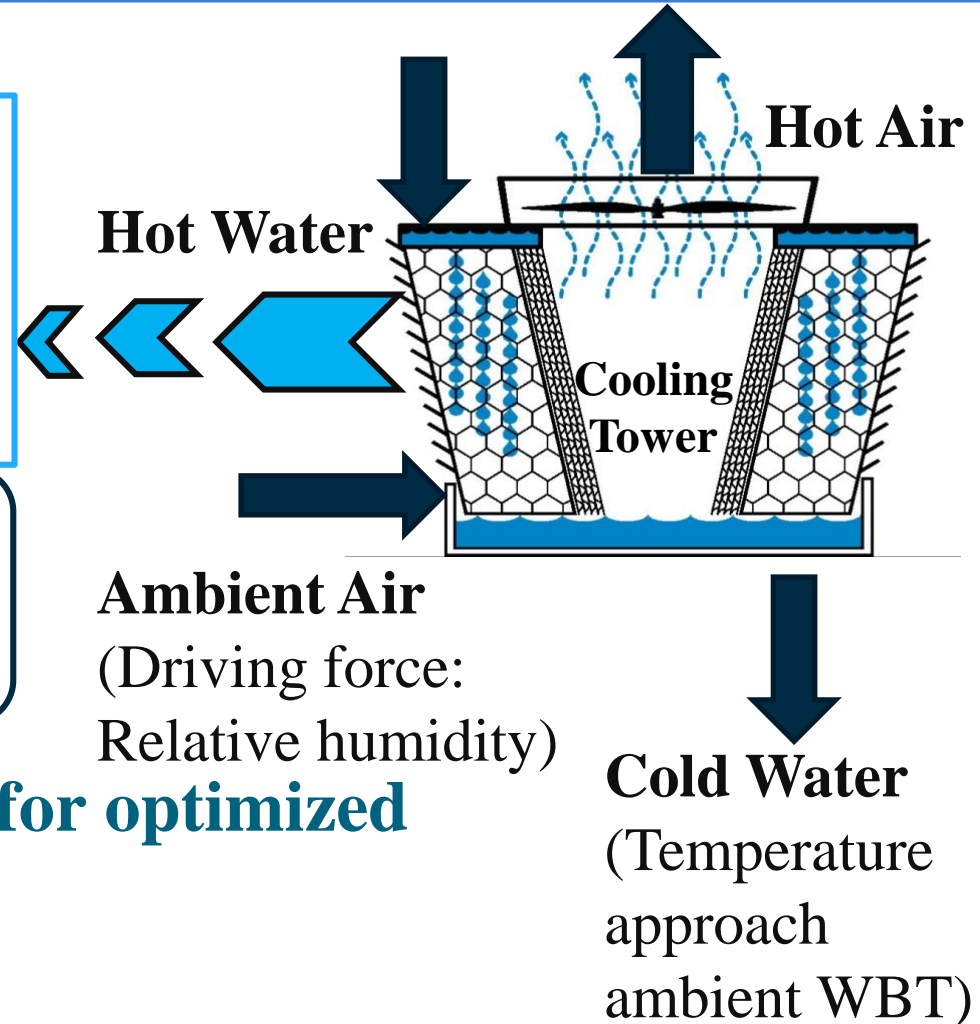 Hot Air
Hot Water
Cooling
Tower
Ambient Air
(Driving force:
Relative humidity)
for optimized
Cold Water
(Temperature
approach
ambient WBT)